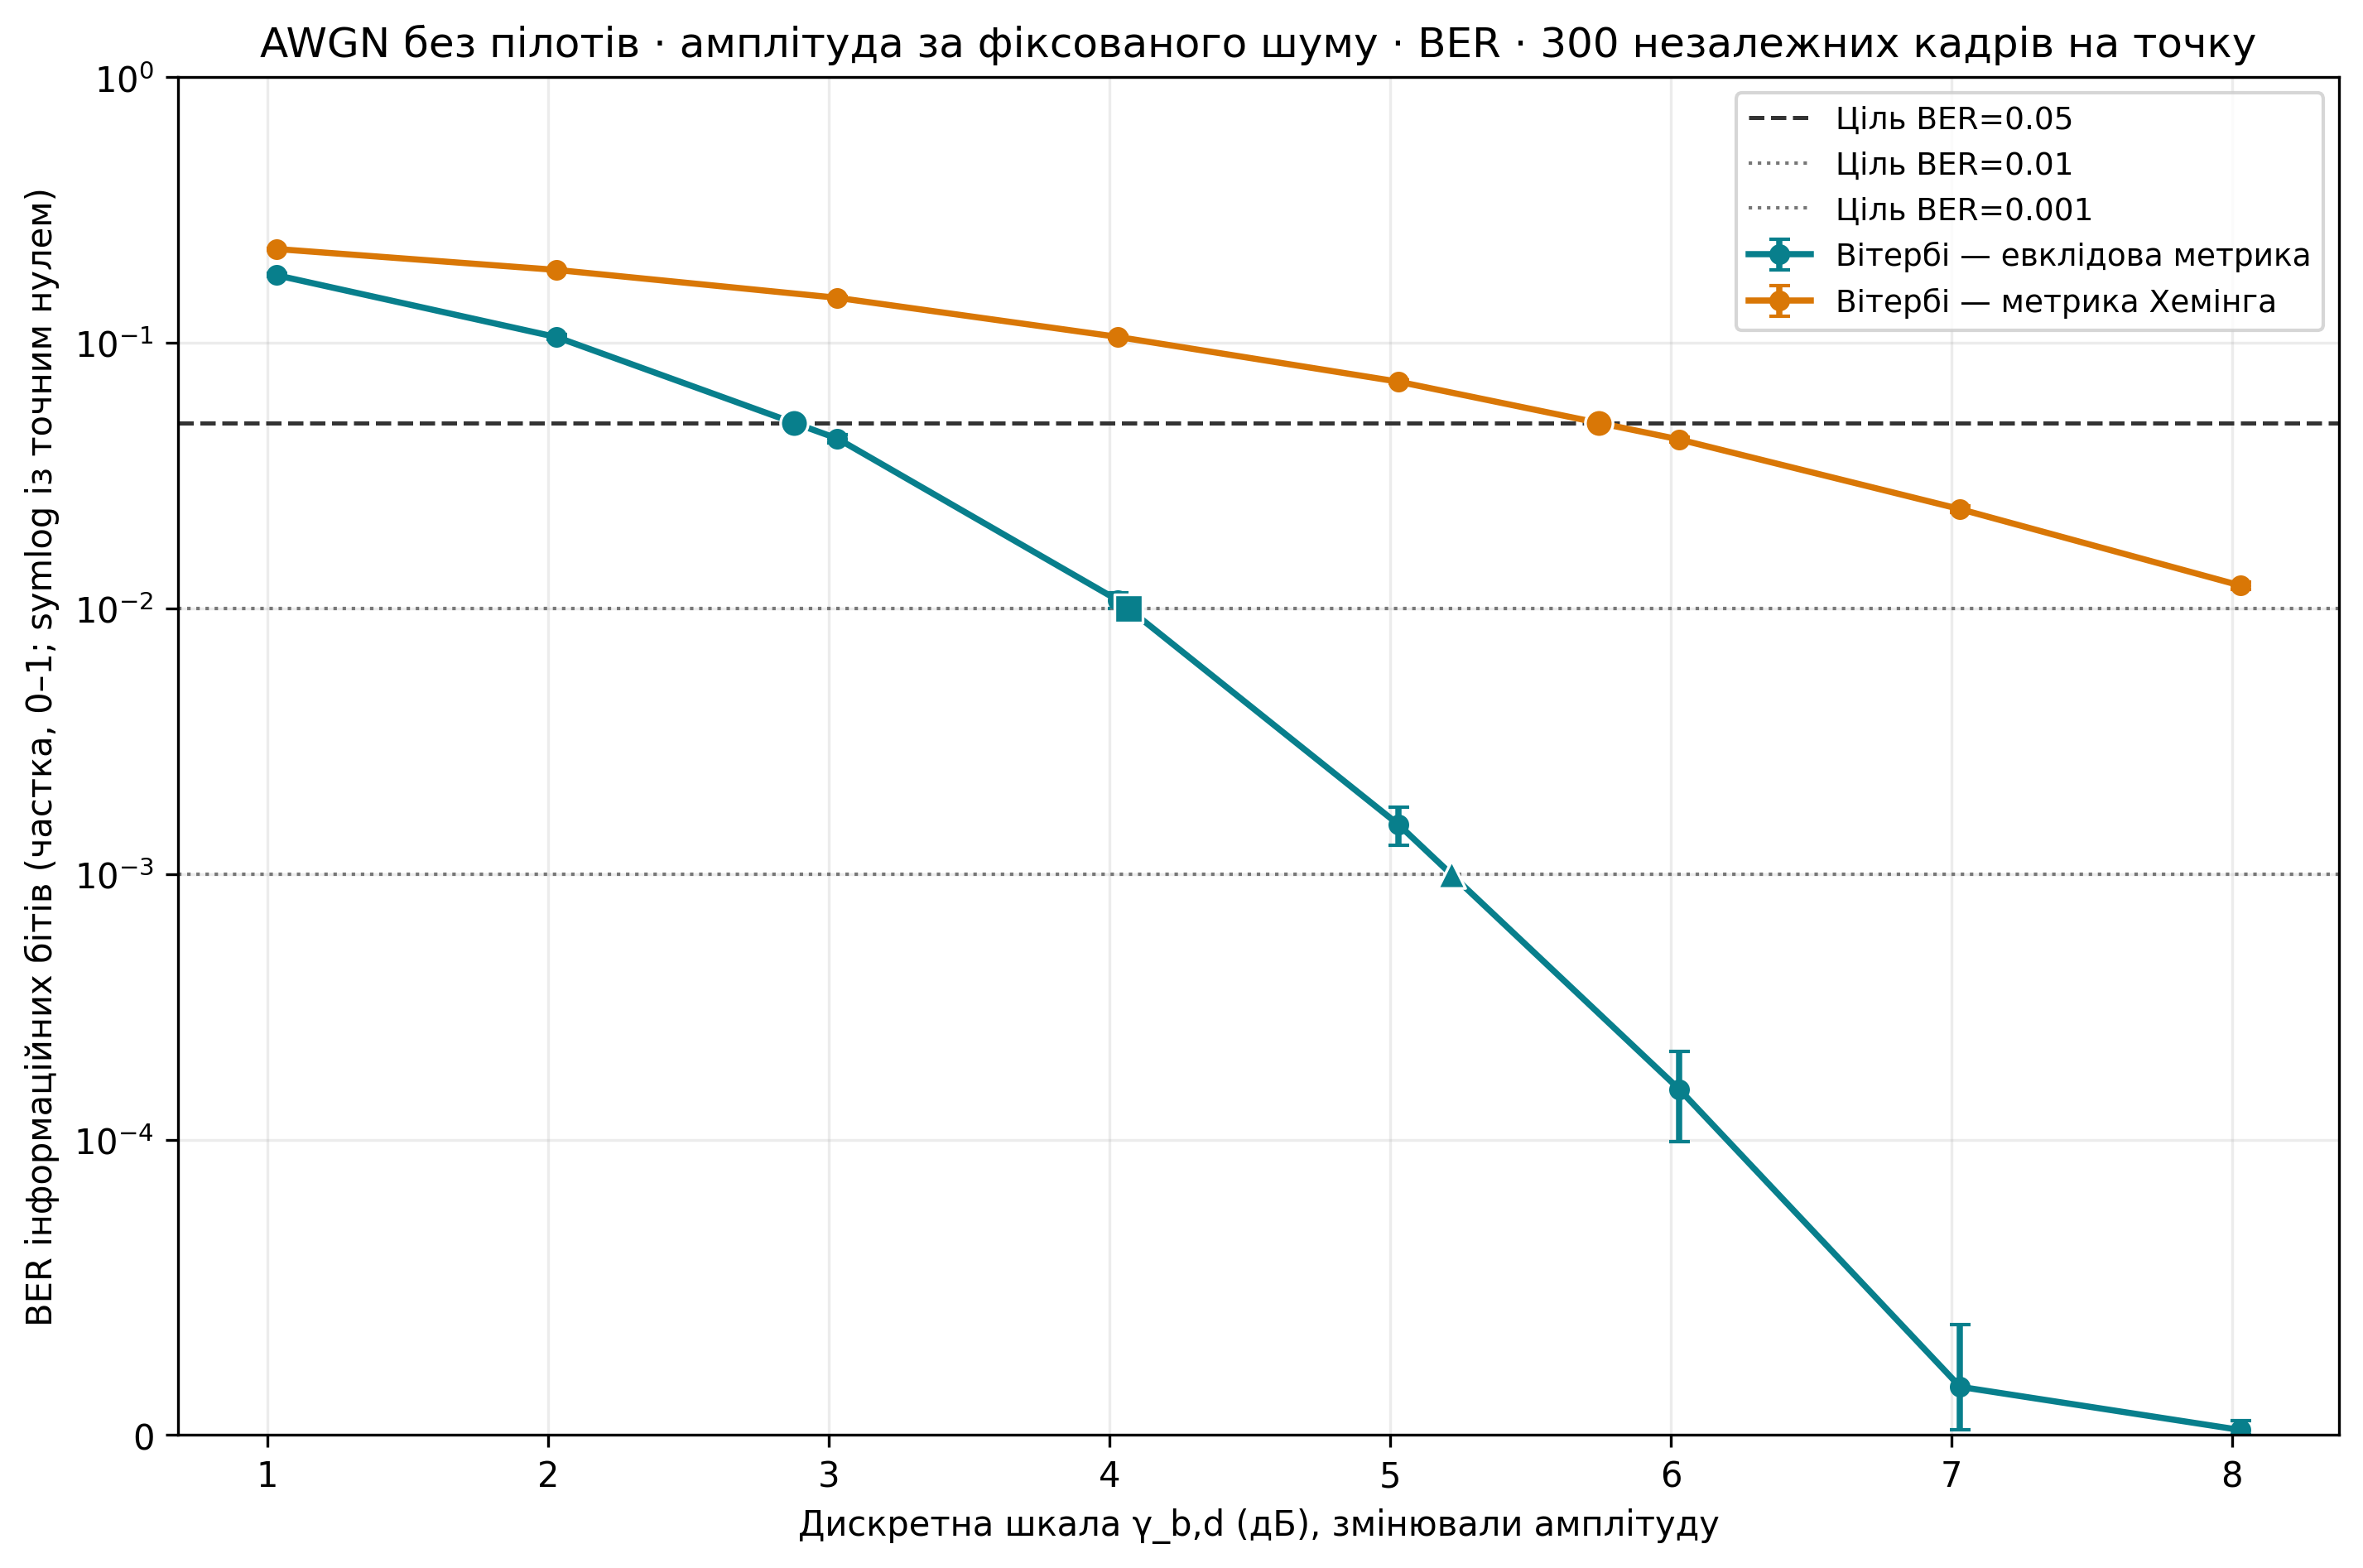 AWGN без пілотів · амплітуда за фіксованого шуму · BER · 300 незалежних кадрів на точку
BER інформаційних бітів (частка, 0–1; symlog із точним нулем)
10⁰
10⁻¹
10⁻²
10⁻³
10⁻⁴
0
Ціль BER=0.05
Ціль BER=0.01
Ціль BER=0.001
Вітербі — евклідова метрика
Вітербі — метрика Хемінга
1 2 3 4 5 6 7 8
Дискретна шкала γ_b,d (дБ), змінювали амплітуду